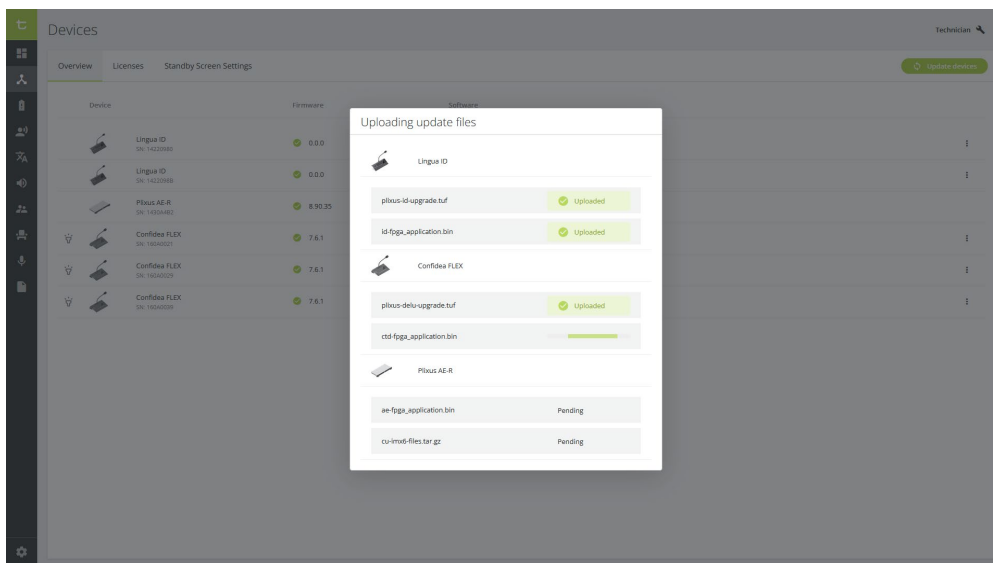 Devices
Technician
Overview Licenses Standby Screen Settings
Update devices
Device Firmware Software
Lingua ID
0.0.0
Lingua ID
0.0.0
Plixus AE-R
8.90.35
Confidea FLEX
SN: 160A0021
7.6.1
Confidea FLEX
SN: 160A0029
7.6.1
Confidea FLEX
7.6.1
Uploading update files
Lingua ID
plixus-id-upgrade.tuf Uploaded
id-fpga_application.bin Uploaded
Confidea FLEX
plixus-delu-upgrade.tuf Uploaded
ctd-fpga_application.bin
Plixus AE-R
ae-fpga_application.bin Pending
cu-imx6-files.tar.gz Pending